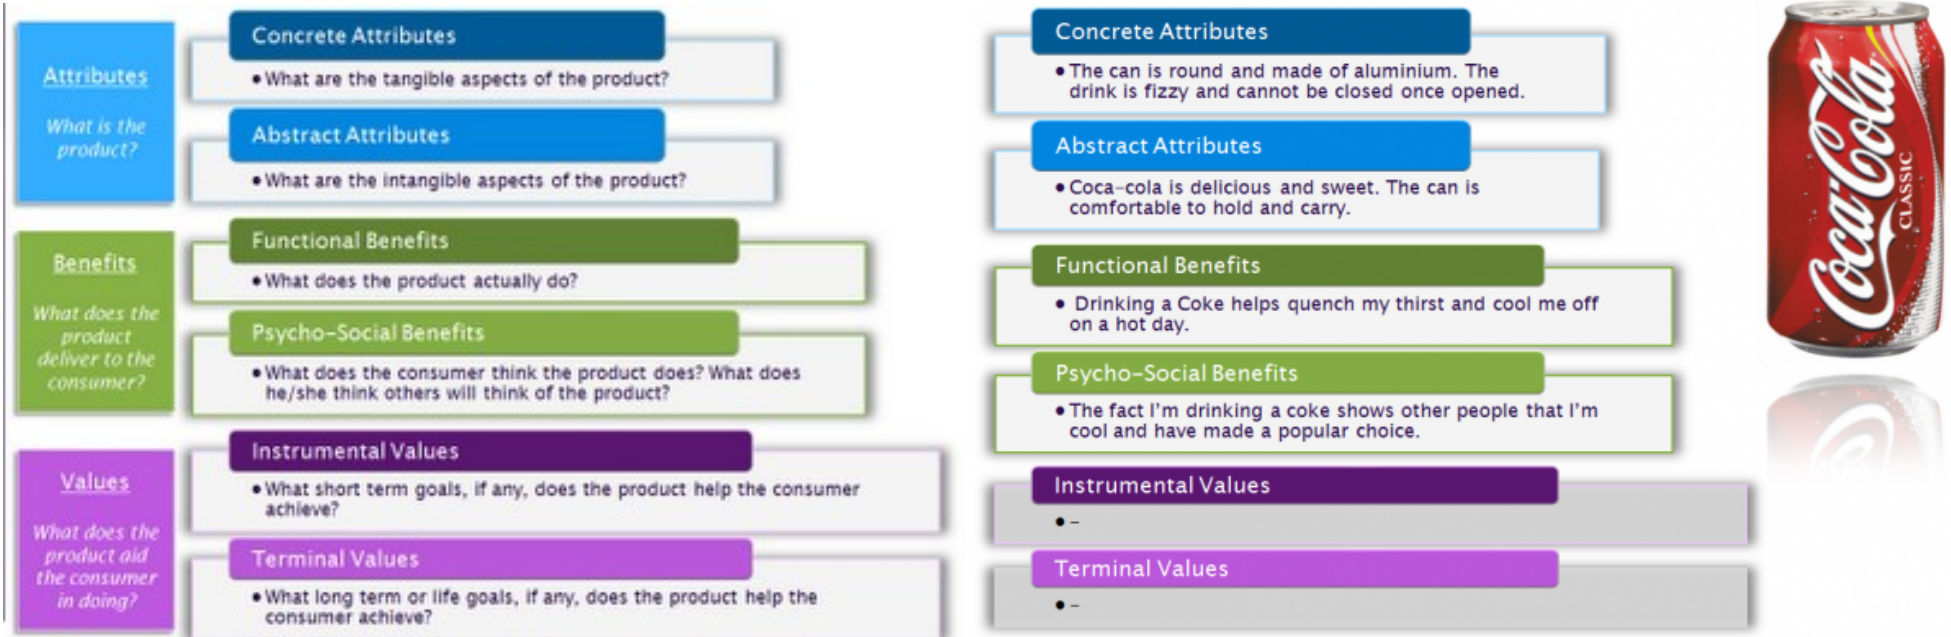 Attributes
What is the
product?
Concrete Attributes
• What are the tangible aspects of the product?
Abstract Attributes
• What are the intangible aspects of the product?
Benefits
What does the
product
deliver to the
consumer?
Functional Benefits
• What does the product actually do?
Psycho-Social Benefits
• What does the consumer think the product does? What does
he/she think others will think of the product?
Values
What does the
product aid
the consumer
in doing?
Instrumental Values
• What short term goals, if any, does the product help the consumer
achieve?
Terminal Values
• What long term or life goals, if any, does the product help the
consumer achieve?
Concrete Attributes
• The can is round and made of aluminium. The
drink is fizzy and cannot be closed once opened.
Abstract Attributes
• Coca-cola is delicious and sweet. The can is
comfortable to hold and carry.
Functional Benefits
• Drinking a Coke helps quench my thirst and cool me off
on a hot day.
Psycho-Social Benefits
• The fact I'm drinking a coke shows other people that I'm
cool and have made a popular choice.
Instrumental Values
• -
Terminal Values
• -
Coca-Cola
CLASSIC